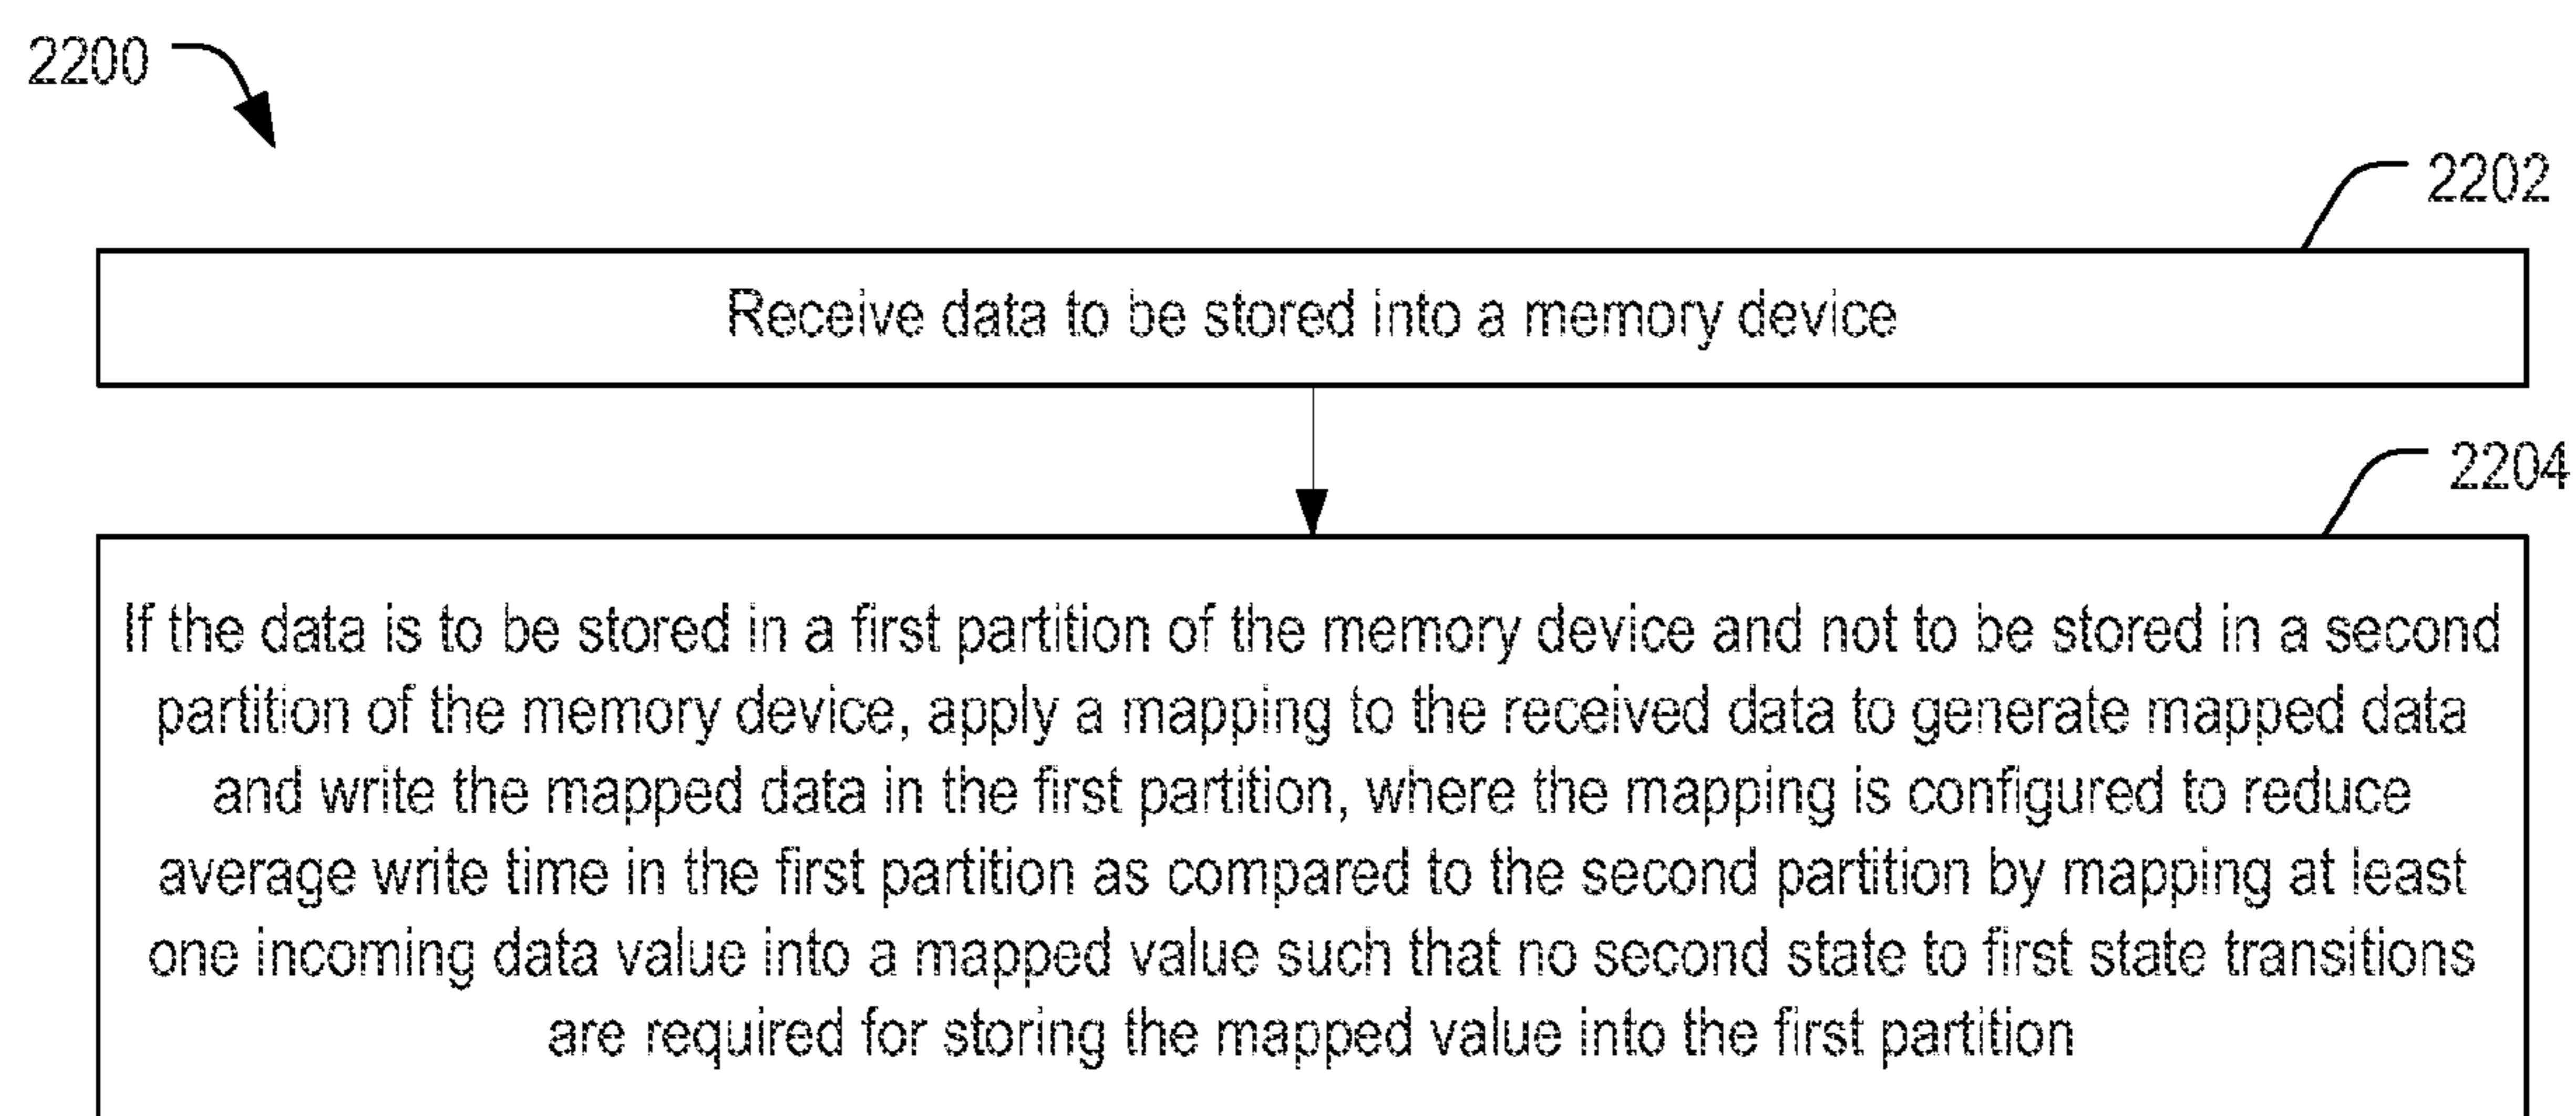 2200
2202
Receive data to be stored into a memory device
2204
If the data is to be stored in a first partition of the memory device and not to be stored in a second
partition of the memory device, apply a mapping to the received data to generate mapped data
and write the mapped data in the first partition, where the mapping is configured to reduce
average write time in the first partition as compared to the second partition by mapping at least
one incoming data value into a mapped value such that no second state to first state transitions
are required for storing the mapped value into the first partition